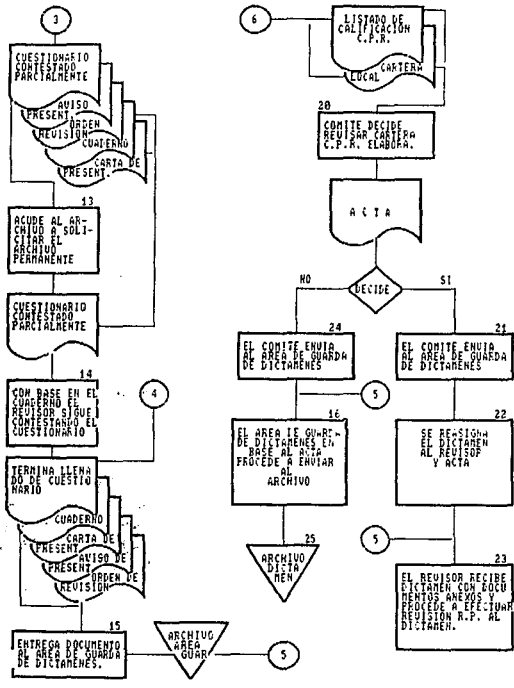 3
CUESTIONARIO
CONTESTADO
PARCIALMENTE
AVISO
PRESENT.
ORDEN
REVISION
CUADERNO
CARTA DE
PRESENT.
13
ACUDE AL AR-
CHIVO A SOLI-
CITAR EL
ARCHIVO
PERMANENTE
CUESTIONARIO
CONTESTADO
PARCIALMENTE
14
CON BASE EN EL
CUADERNO EL
REVISOR SIGUE
CONTESTANDO EL
CUESTIONARIO
4
TERMINA LLENA
DO DE CUESTIO
NARIO
CUADERNO
CARTA DE
PRESENT.
AVISO DE
PRESENT.
ORDEN DE
REVISION
15
ENTREGA DOCUMENTO
AL AREA DE GUARDA
DE DICTAMENES.
ARCHIVO
AREA
GUAR
5
6
LISTADO DE
CALIFICACION
C.P.R.
CARTERA
LOCAL
20
COMITE DECIDE
REVISAR CARTERA
C.P.R. ELABORA.
A C T A
DECIDE
NO
SI
24
EL COMITE ENVIA
AL AREA DE GUARDA
DE DICTAMENES
5
16
EL AREA DE GUARDA
DE DICTAMENES EN
BASE AL ACTA
PROCEDE A ENVIAR
AL
ARCHIVO
25
ARCHIVO
DICTA
MEN
21
EL COMITE ENVIA
AL AREA DE GUARDA
DE DICTAMENES
22
SE REASIGNA
EL DICTAMEN
AL REVISOR
Y ACTA
5
23
EL REVISOR RECIBE
DICTAMEN CON DOCU
MENTOS ANEXOS Y
PROCEDE A EFECTUAR
REVISION R.P. AL
DICTAMEN.